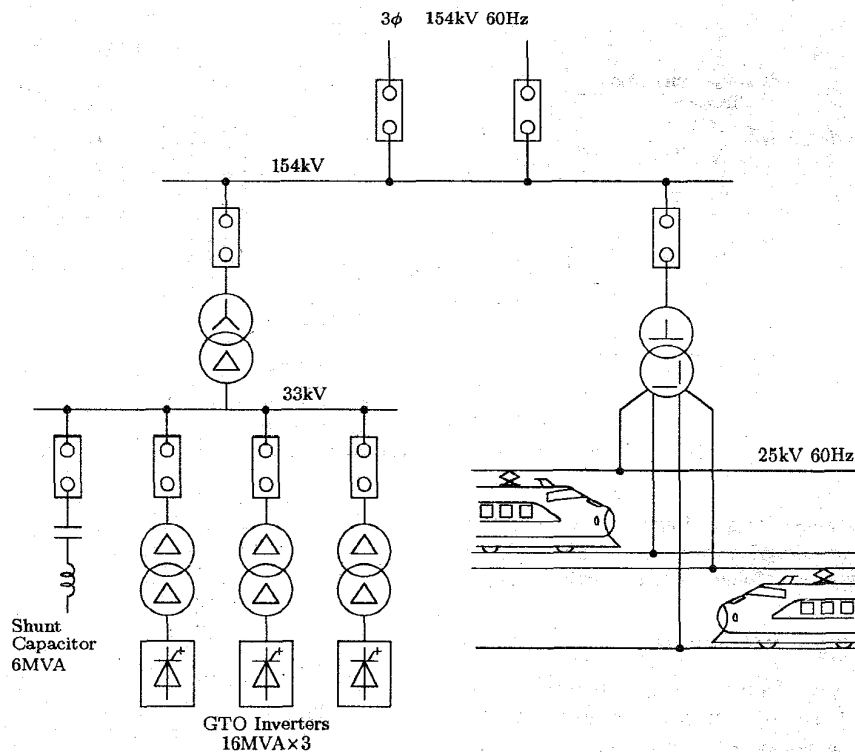 3ϕ 154kV 60Hz
154kV
33kV
25kV 60Hz
Shunt
Capacitor
6MVA
GTO Inverters
16MVA×3